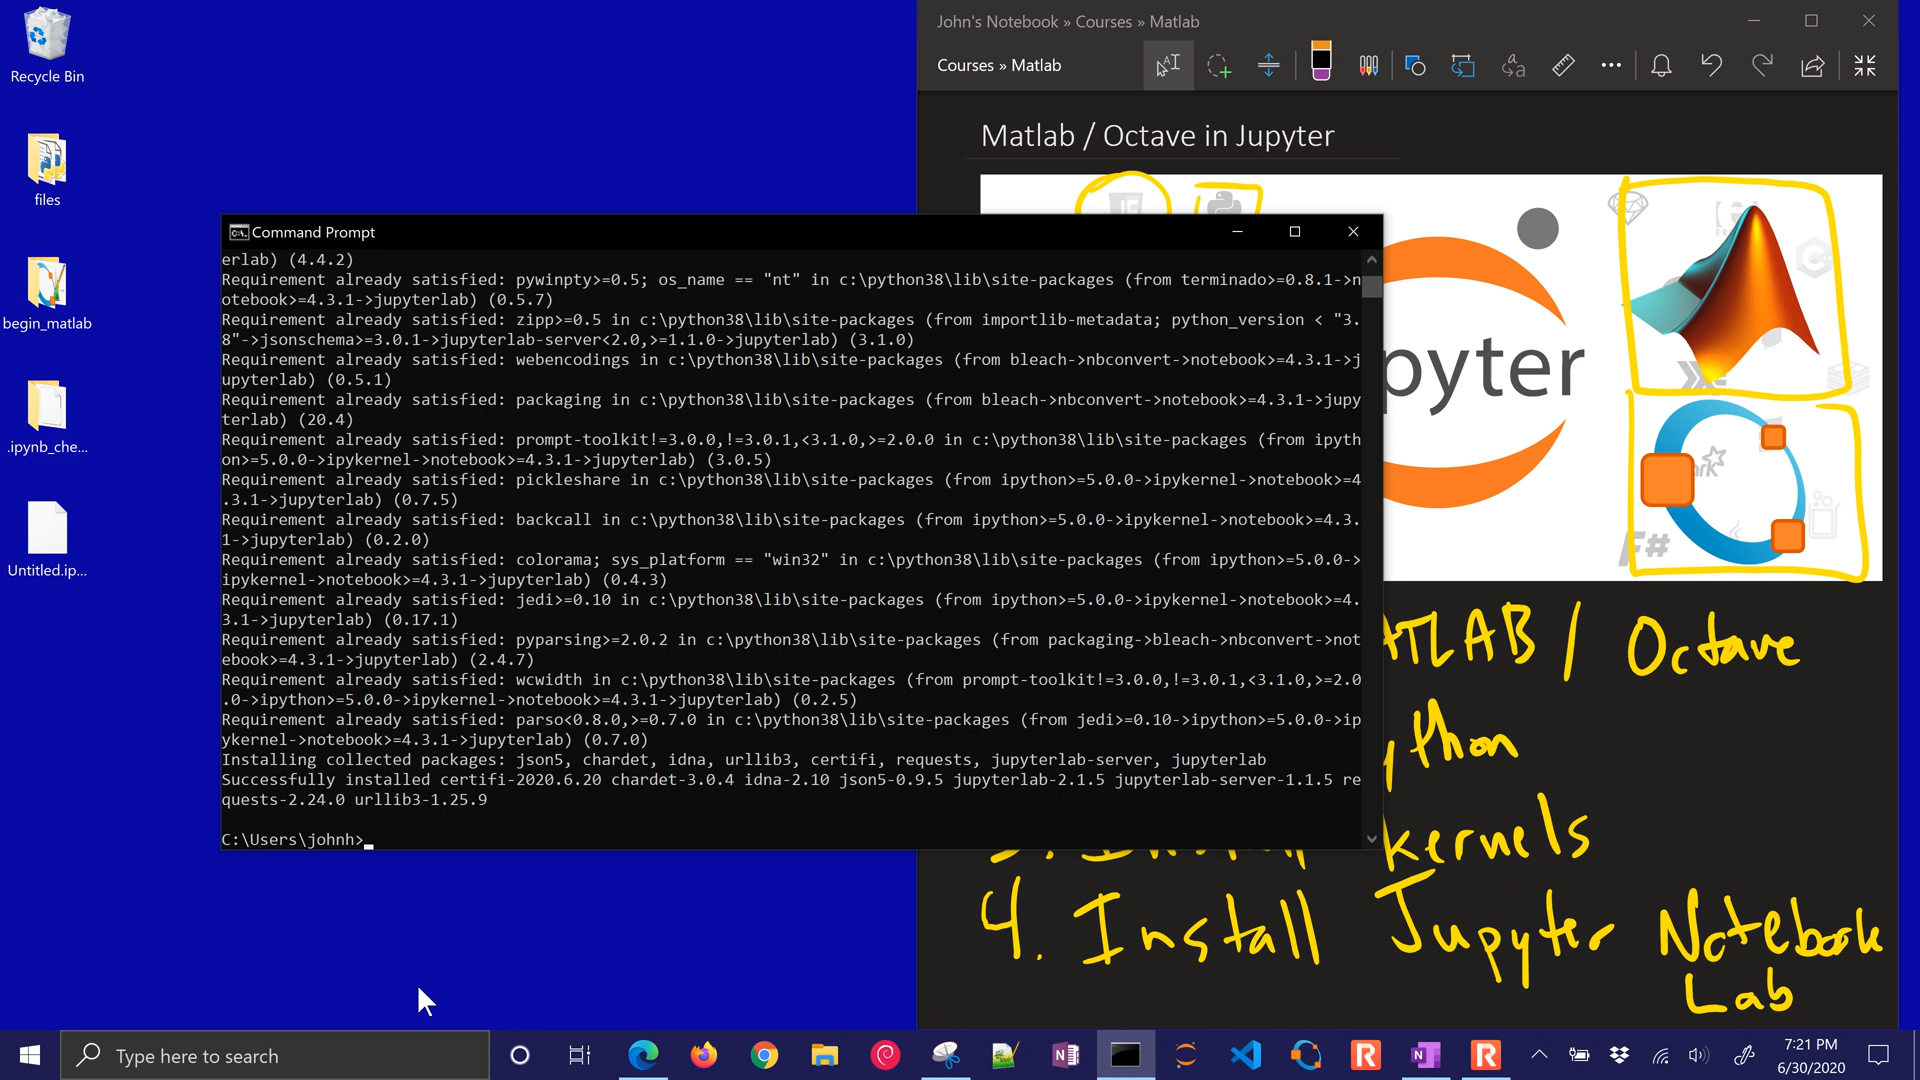 Recycle Bin
files
begin_matlab
.ipynb_che...
Untitled.ip...
John's Notebook » Courses » Matlab
Courses » Matlab
Matlab / Octave in Jupyter
Command Prompt
erlab) (4.4.2)
Requirement already satisfied: pywinpty>=0.5; os_name == "nt" in c:\python38\lib\site-packages (from terminado>=0.8.1->n
otebook>=4.3.1->jupyterlab) (0.5.7)
Requirement already satisfied: zipp>=0.5 in c:\python38\lib\site-packages (from importlib-metadata; python_version < "3.
8"->jsonschema>=3.0.1->jupyterlab-server<2.0,>=1.1.0->jupyterlab) (3.1.0)
Requirement already satisfied: webencodings in c:\python38\lib\site-packages (from bleach->nbconvert->notebook>=4.3.1->j
upyterlab) (0.5.1)
Requirement already satisfied: packaging in c:\python38\lib\site-packages (from bleach->nbconvert->notebook>=4.3.1->jupy
terlab) (20.4)
Requirement already satisfied: prompt-toolkit!=3.0.0,!=3.0.1,<3.1.0,>=2.0.0 in c:\python38\lib\site-packages (from ipyth
on>=5.0.0->ipykernel->notebook>=4.3.1->jupyterlab) (3.0.5)
Requirement already satisfied: pickleshare in c:\python38\lib\site-packages (from ipython>=5.0.0->ipykernel->notebook>=4
.3.1->jupyterlab) (0.7.5)
Requirement already satisfied: backcall in c:\python38\lib\site-packages (from ipython>=5.0.0->ipykernel->notebook>=4.3.
1->jupyterlab) (0.2.0)
Requirement already satisfied: colorama; sys_platform == "win32" in c:\python38\lib\site-packages (from ipython>=5.0.0->
ipykernel->notebook>=4.3.1->jupyterlab) (0.4.3)
Requirement already satisfied: jedi>=0.10 in c:\python38\lib\site-packages (from ipython>=5.0.0->ipykernel->notebook>=4.
3.1->jupyterlab) (0.17.1)
Requirement already satisfied: pyparsing>=2.0.2 in c:\python38\lib\site-packages (from packaging->bleach->nbconvert->not
ebook>=4.3.1->jupyterlab) (2.4.7)
Requirement already satisfied: wcwidth in c:\python38\lib\site-packages (from prompt-toolkit!=3.0.0,!=3.0.1,<3.1.0,>=2.0
.0->ipython>=5.0.0->ipykernel->notebook>=4.3.1->jupyterlab) (0.2.5)
Requirement already satisfied: parso<0.8.0,>=0.7.0 in c:\python38\lib\site-packages (from jedi>=0.10->ipython>=5.0.0->ip
ykernel->notebook>=4.3.1->jupyterlab) (0.7.0)
Installing collected packages: json5, chardet, idna, urllib3, certifi, requests, jupyterlab-server, jupyterlab
Successfully installed certifi-2020.6.20 chardet-3.0.4 idna-2.10 json5-0.9.5 jupyterlab-2.1.5 jupyterlab-server-1.1.5 re
quests-2.24.0 urllib3-1.25.9
C:\Users\johnh>
pyter
F#
ATLAB / Octave
ython
kernels
4. Install Jupyter Notebook
Lab
Type here to search
7:21 PM
6/30/2020